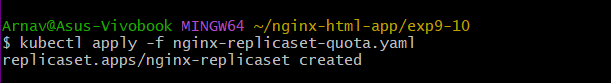 Arnav@Asus-Vivobook MINGW64 ~/nginx-html-app/exp9-10
$ kubectl apply -f nginx-replicaset-quota.yaml
replicaset.apps/nginx-replicaset created